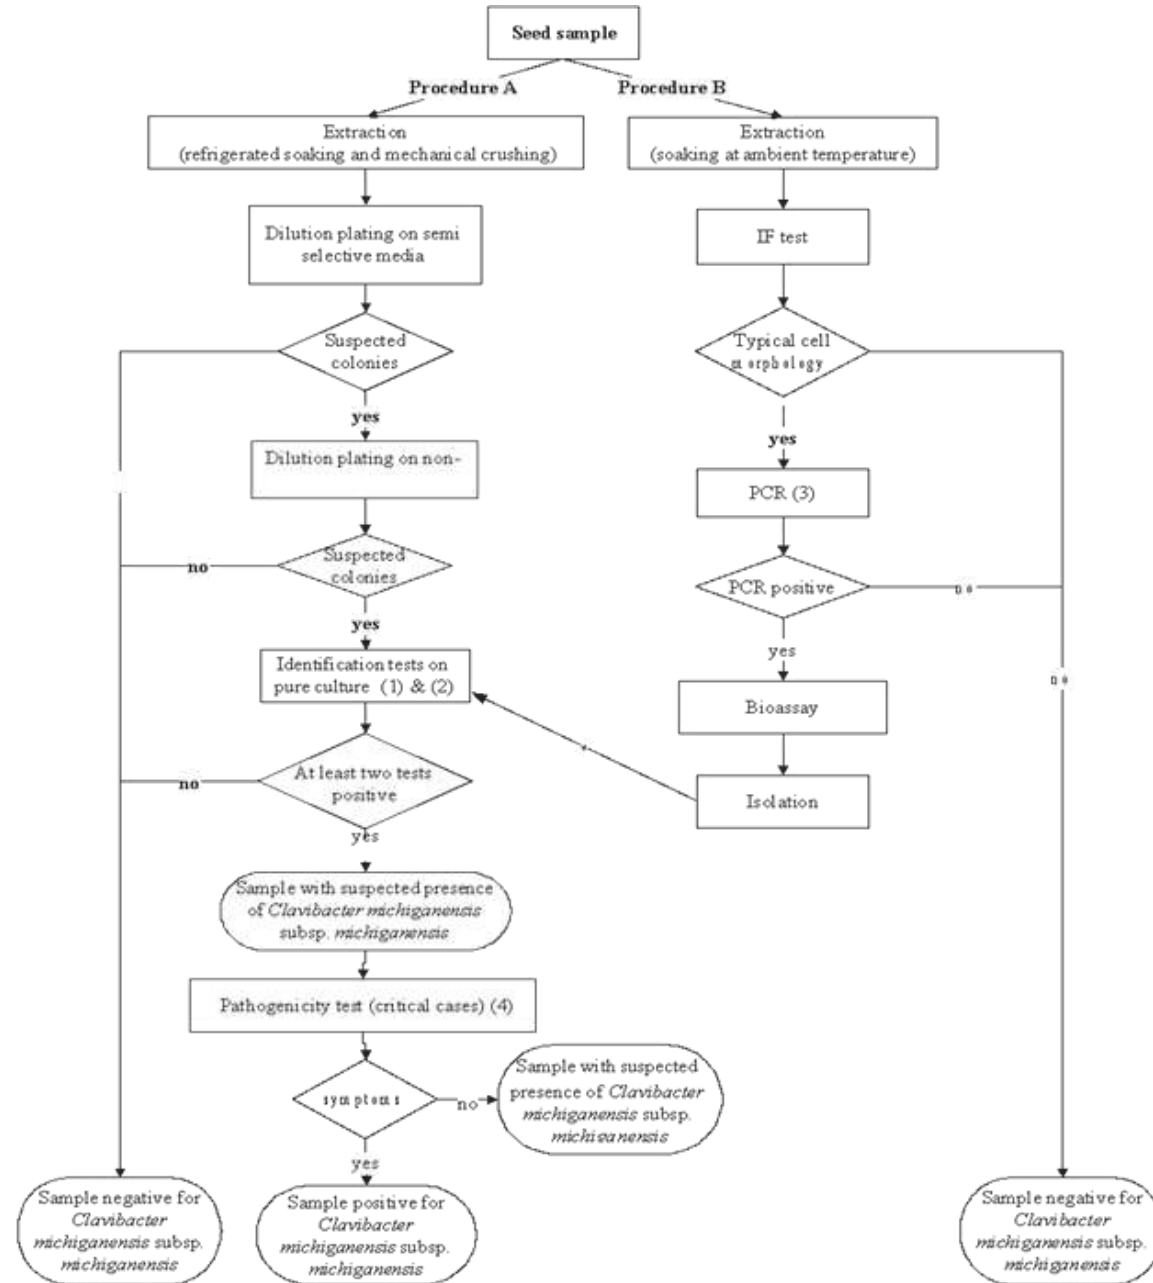 Seed sample
Procedure A
Procedure B
Extraction
(refrigerated soaking and mechanical crushing)
Extraction
(soaking at ambient temperature)
Dilution plating on semi
selective media
IF test
Suspected
colonies
Typical cell
morphology
yes
yes
Dilution plating on non-
PCR (3)
Suspected
colonies
no
PCR positive
no
yes
yes
Identification tests on
pure culture (1) & (2)
Bioassay
no
At least two tests
positive
no
Isolation
yes
Sample with suspected presence
of Clavibacter michiganensis
subsp. michiganensis
Pathogenicity test (critical cases) (4)
symptoms
no
Sample with suspected
presence of Clavibacter
michiganensis subsp.
michiganensis
yes
Sample negative for
Clavibacter
michiganensis subsp.
michiganensis
Sample positive for
Clavibacter
michiganensis subsp.
michiganensis
Sample negative for
Clavibacter
michiganensis subsp.
michiganensis